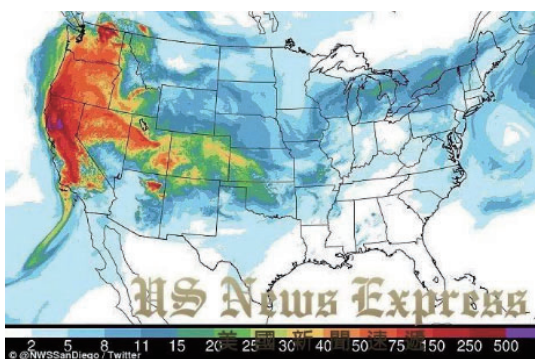 US News Express
美國新聞速遞
2 5 8 11 15 20 25 30 40 50 75 150 250 500
© @NWSSanDiego / Twitter